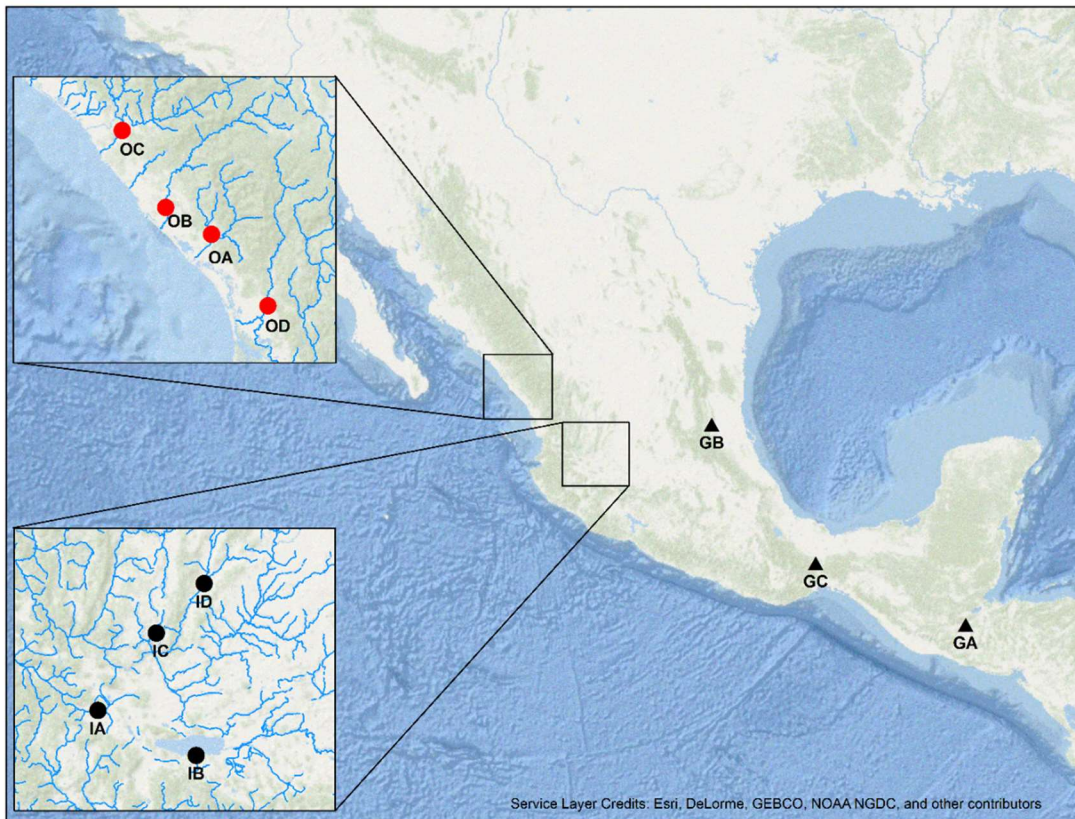 OC
OB
OA
OD
GB
GC
GA
ID
IC
IA
IB
Service Layer Credits: Esri, DeLorme, GEBCO, NOAA NGDC, and other contributors